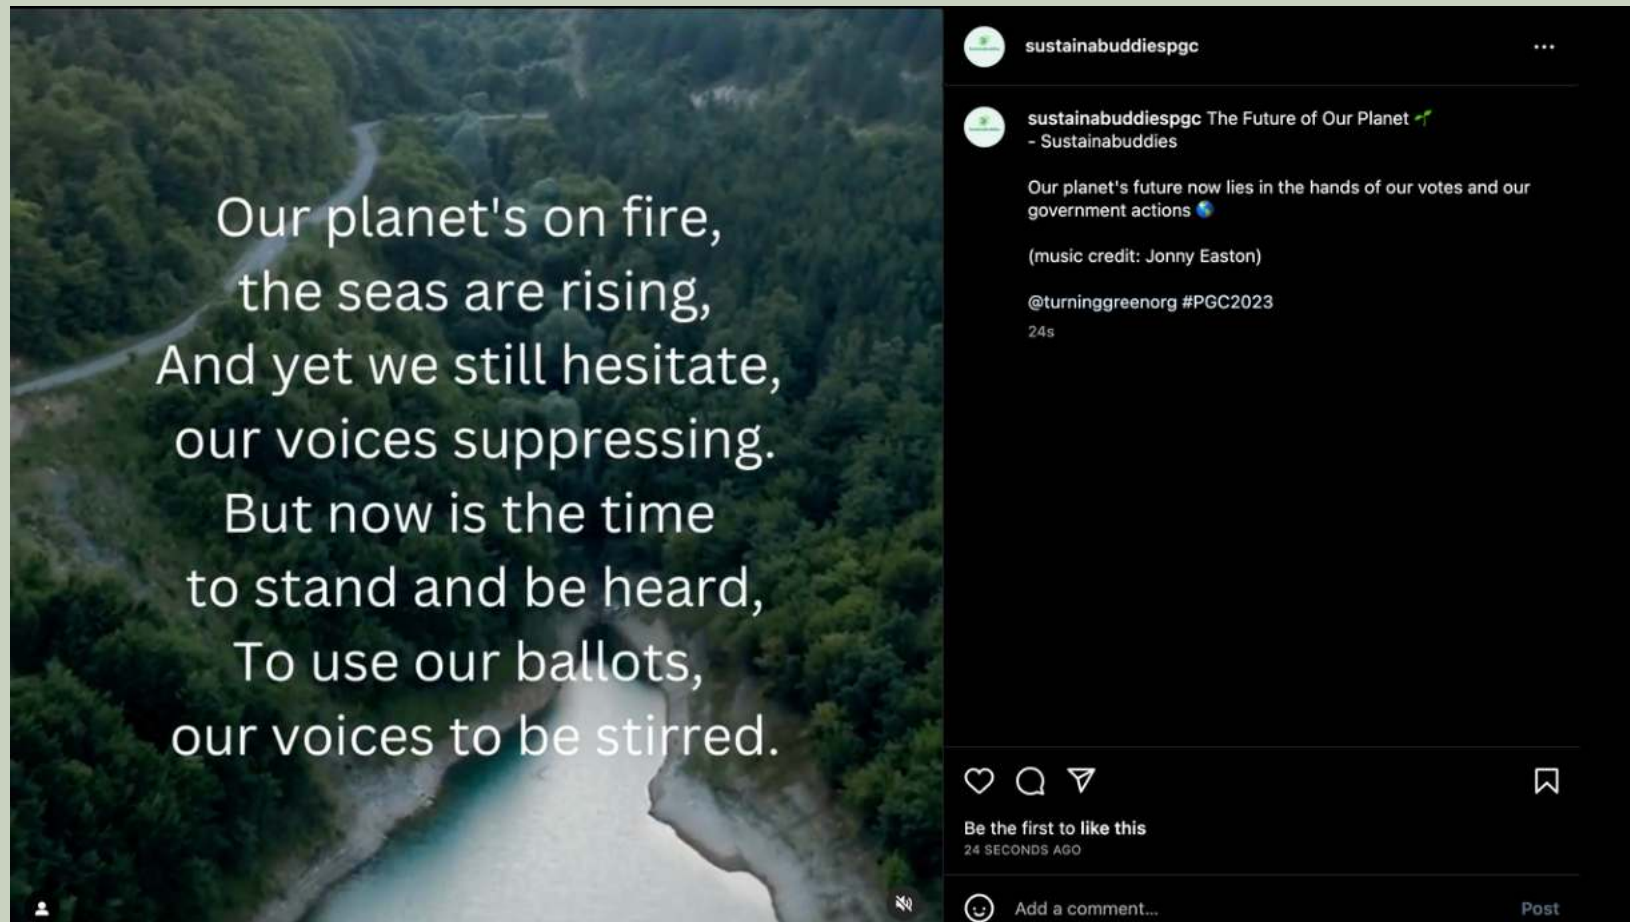 Our planet's on fire,
the seas are rising,
And yet we still hesitate,
our voices suppressing.
But now is the time
to stand and be heard,
To use our ballots,
our voices to be stirred.
sustainabuddiespgc
sustainabuddiespgc The Future of Our Planet 🌱
- Sustainabuddies
Our planet's future now lies in the hands of our votes and our
government actions 🌎
(music credit: Jonny Easton)
@turninggreenorg #PGC2023
24s
Be the first to like this
24 SECONDS AGO
Add a comment...
Post